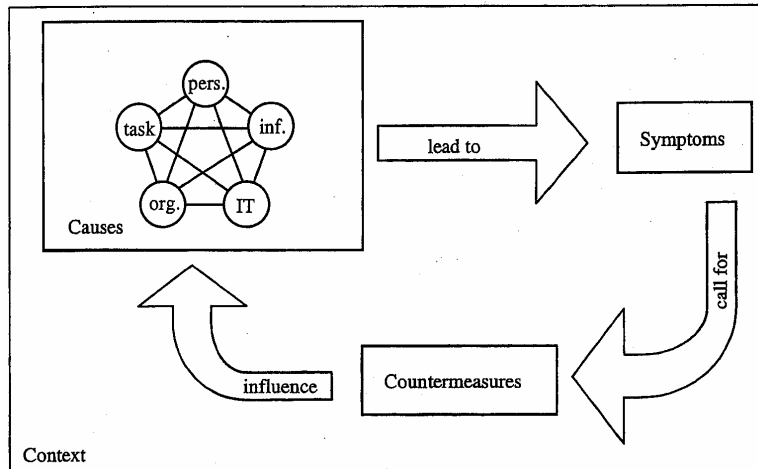 pers.
task
inf.
org.
IT
Causes
lead to
Symptoms
call for
Countermeasures
influence
Context